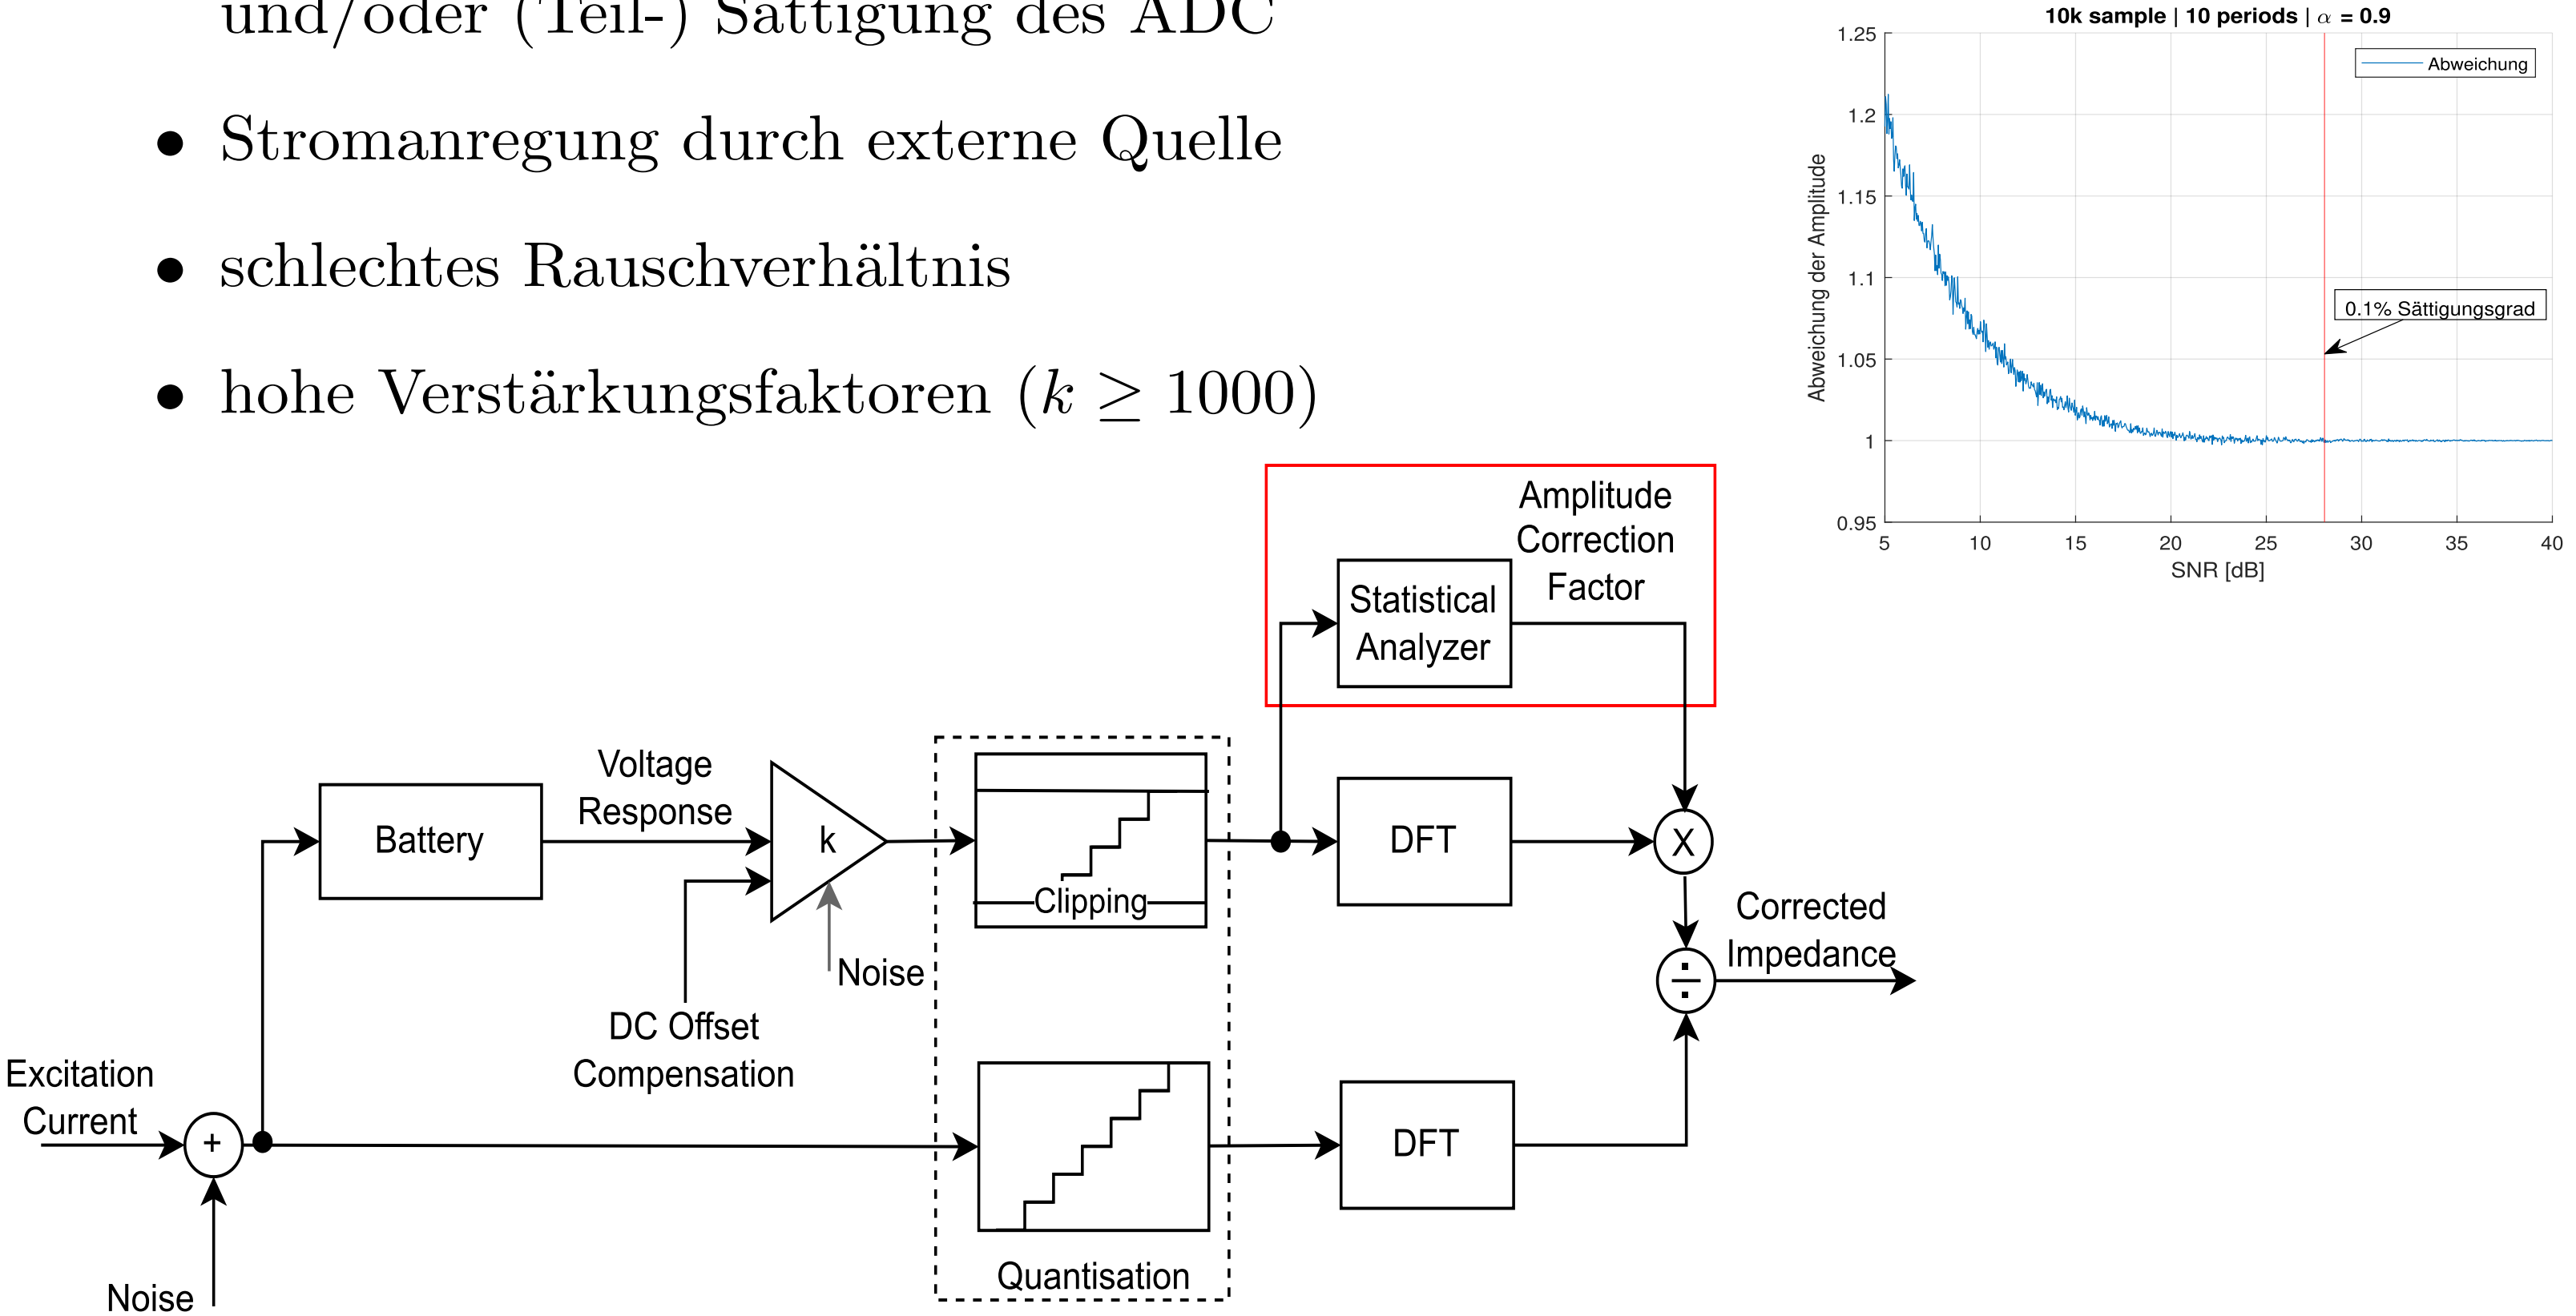 und/oder (Teil-) Sättigung des ADC
• Stromanregung durch externe Quelle
• schlechtes Rauschverhältnis
• hohe Verstärkungsfaktoren (k ≥ 1000)
10k sample | 10 periods | α = 0.9
Abweichung
Abweichung der Amplitude
1.25
1.2
1.15
1.1
1.05
1
0.95
0.1% Sättigungsgrad
5 10 15 20 25 30 35 40
SNR [dB]
Amplitude
Correction
Factor
Statistical
Analyzer
Voltage
Response
Battery
k
Clipping
DFT
X
Noise
DC Offset
Compensation
Corrected
Impedance
÷
Excitation
Current
+
DFT
Quantisation
Noise